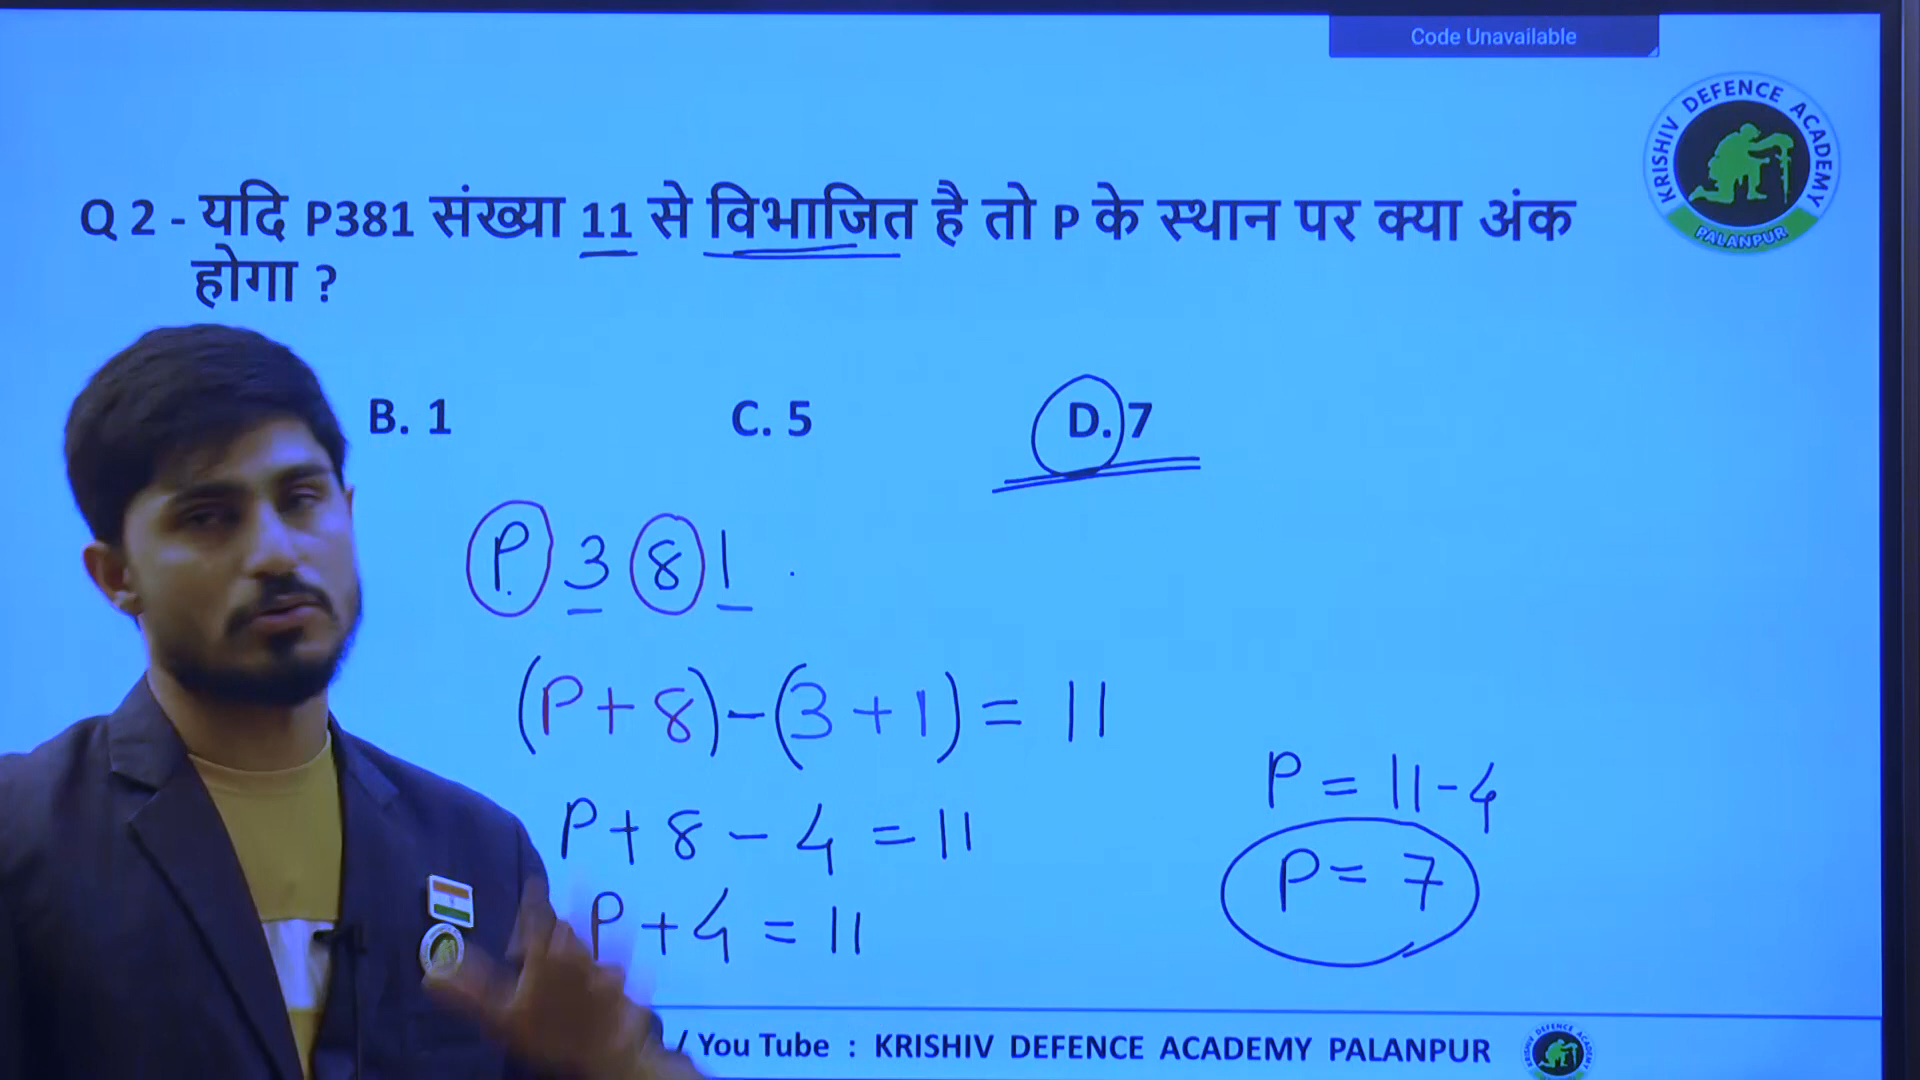 Code Unavailable
KRISHIV DEFENCE ACADEMY
PALANPUR
Q 2 - यदि P381 संख्या 11 से विभाजित है तो P के स्थान पर क्या अंक
होगा ?
B. 1 C. 5 D. 7
P 3 8 1
(P+8)-(3+1) = 11
P+8-4 = 11
P+4 = 11
P = 11-4
P = 7
/ You Tube : KRISHIV DEFENCE ACADEMY PALANPUR